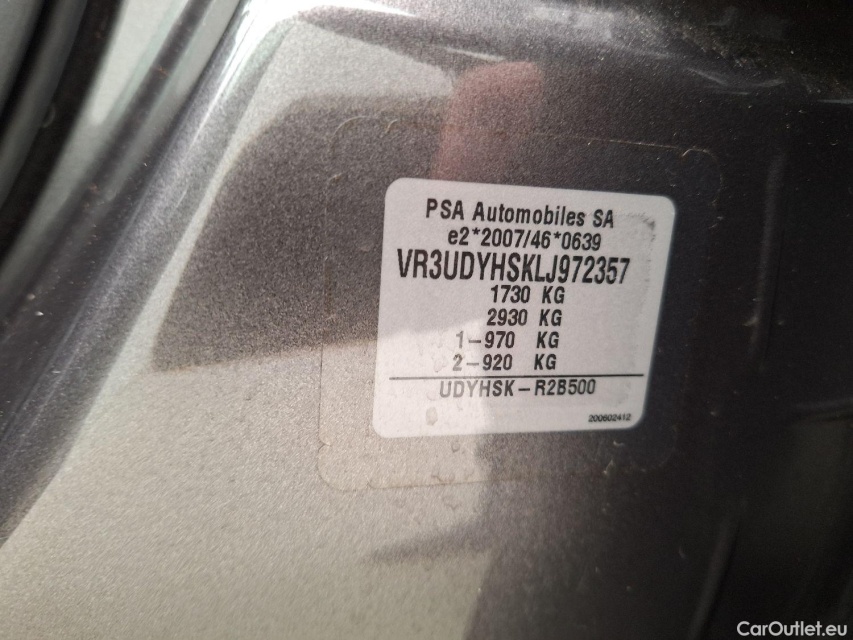 PSA Automobiles SA
e2*2007/46*0639
VR3UDYHSKLJ972357
1730 KG
2930 KG
1-970 KG
2-920 KG
UDYHSK-R2B500
200602412
CarOutlet.eu